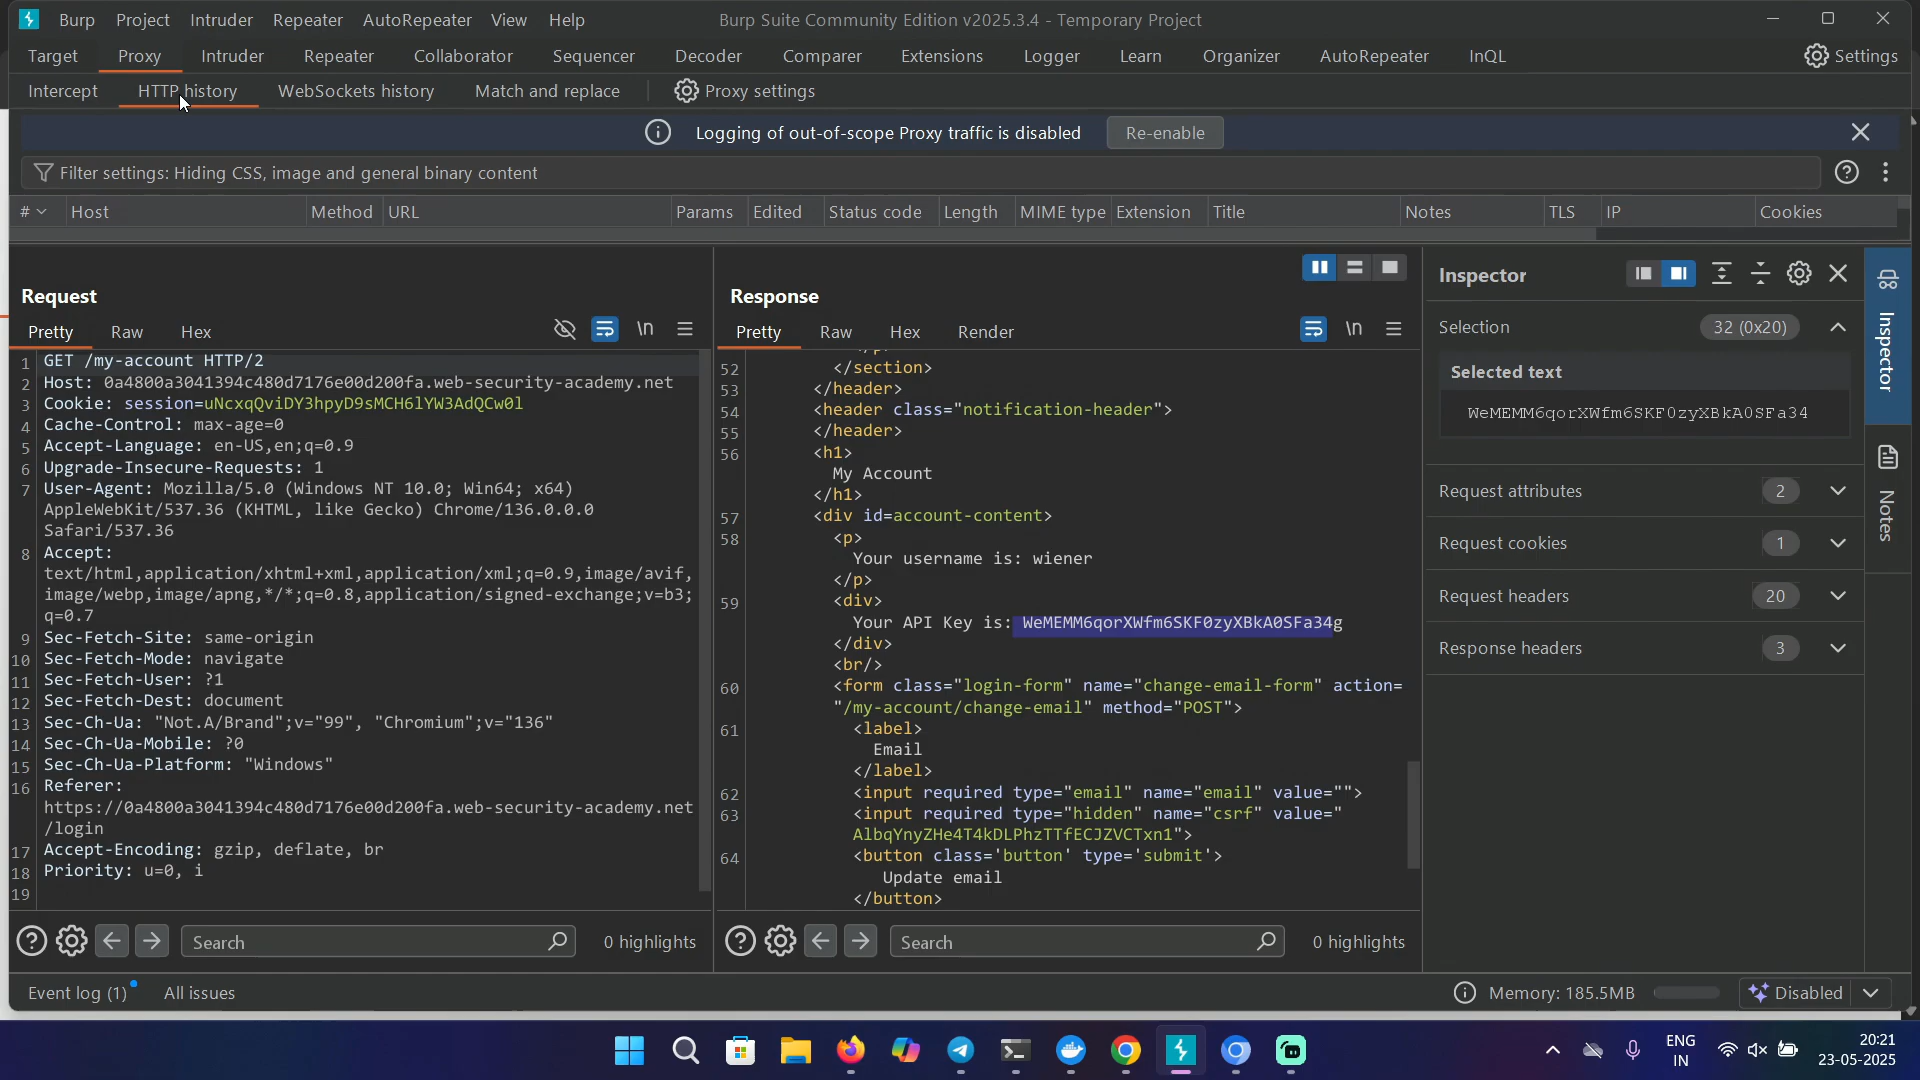 Burp Project Intruder Repeater AutoRepeater View Help
Burp Suite Community Edition v2025.3.4 - Temporary Project
Target Proxy Intruder Repeater Collaborator Sequencer Decoder Comparer Extensions Logger Learn Organizer AutoRepeater InQL Settings
Intercept HTTP history WebSockets history Match and replace Proxy settings
Logging of out-of-scope Proxy traffic is disabled Re-enable
Filter settings: Hiding CSS, image and general binary content
# Host Method URL Params Edited Status code Length MIME type Extension Title Notes TLS IP Cookies
Request
Pretty Raw Hex
\n
1 GET /my-account HTTP/2
2 Host: 0a4800a3041394c480d7176e00d200fa.web-security-academy.net
3 Cookie: session=uNcxqQviDY3hpyD9sMCH6lYW3AdQCw0l
4 Cache-Control: max-age=0
5 Accept-Language: en-US,en;q=0.9
6 Upgrade-Insecure-Requests: 1
7 User-Agent: Mozilla/5.0 (Windows NT 10.0; Win64; x64)
AppleWebKit/537.36 (KHTML, like Gecko) Chrome/136.0.0.0
Safari/537.36
8 Accept:
text/html,application/xhtml+xml,application/xml;q=0.9,image/avif,
image/webp,image/apng,*/*;q=0.8,application/signed-exchange;v=b3;
q=0.7
9 Sec-Fetch-Site: same-origin
10 Sec-Fetch-Mode: navigate
11 Sec-Fetch-User: ?1
12 Sec-Fetch-Dest: document
13 Sec-Ch-Ua: "Not.A/Brand";v="99", "Chromium";v="136"
14 Sec-Ch-Ua-Mobile: ?0
15 Sec-Ch-Ua-Platform: "Windows"
16 Referer:
https://0a4800a3041394c480d7176e00d200fa.web-security-academy.net
/login
17 Accept-Encoding: gzip, deflate, br
18 Priority: u=0, i
19
Search
0 highlights
Response
Pretty Raw Hex Render
\n
52 </section>
53 </header>
54 <header class="notification-header">
55 </header>
56 <h1>
My Account
</h1>
57 <div id=account-content>
58 <p>
Your username is: wiener
</p>
59 <div>
Your API Key is: WeMEMM6qorXWfm6SKF0zyXBkA0SFa34g
</div>
<br/>
60 <form class="login-form" name="change-email-form" action=
"/my-account/change-email" method="POST">
61 <label>
Email
</label>
62 <input required type="email" name="email" value="">
63 <input required type="hidden" name="csrf" value="
AlbqYnyZHe4T4kDLPhzTTfECJZVCTxn1">
64 <button class='button' type='submit'>
Update email
</button>
Search
0 highlights
Inspector
Selection 32 (0x20)
Selected text
WeMEMM6qorXWfm6SKF0zyXBkA0SFa34
Request attributes 2
Request cookies 1
Request headers 20
Response headers 3
Inspector
Notes
Event log (1) All issues
Memory: 185.5MB Disabled
ENG
IN
20:21
23-05-2025